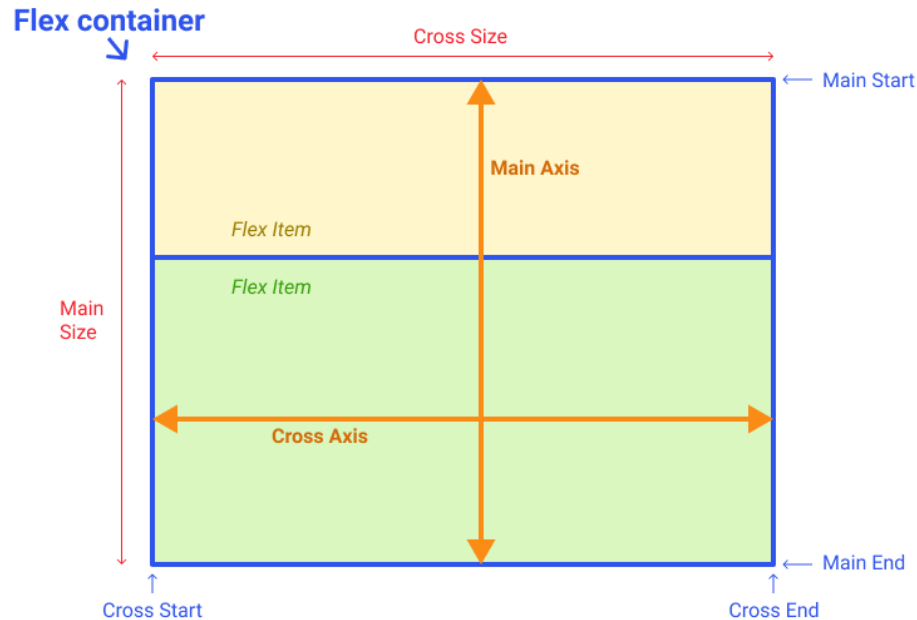 Flex container
Cross Size
Main Start
Main Axis
Flex Item
Flex Item
Main
Size
Cross Axis
Main End
Cross Start
Cross End